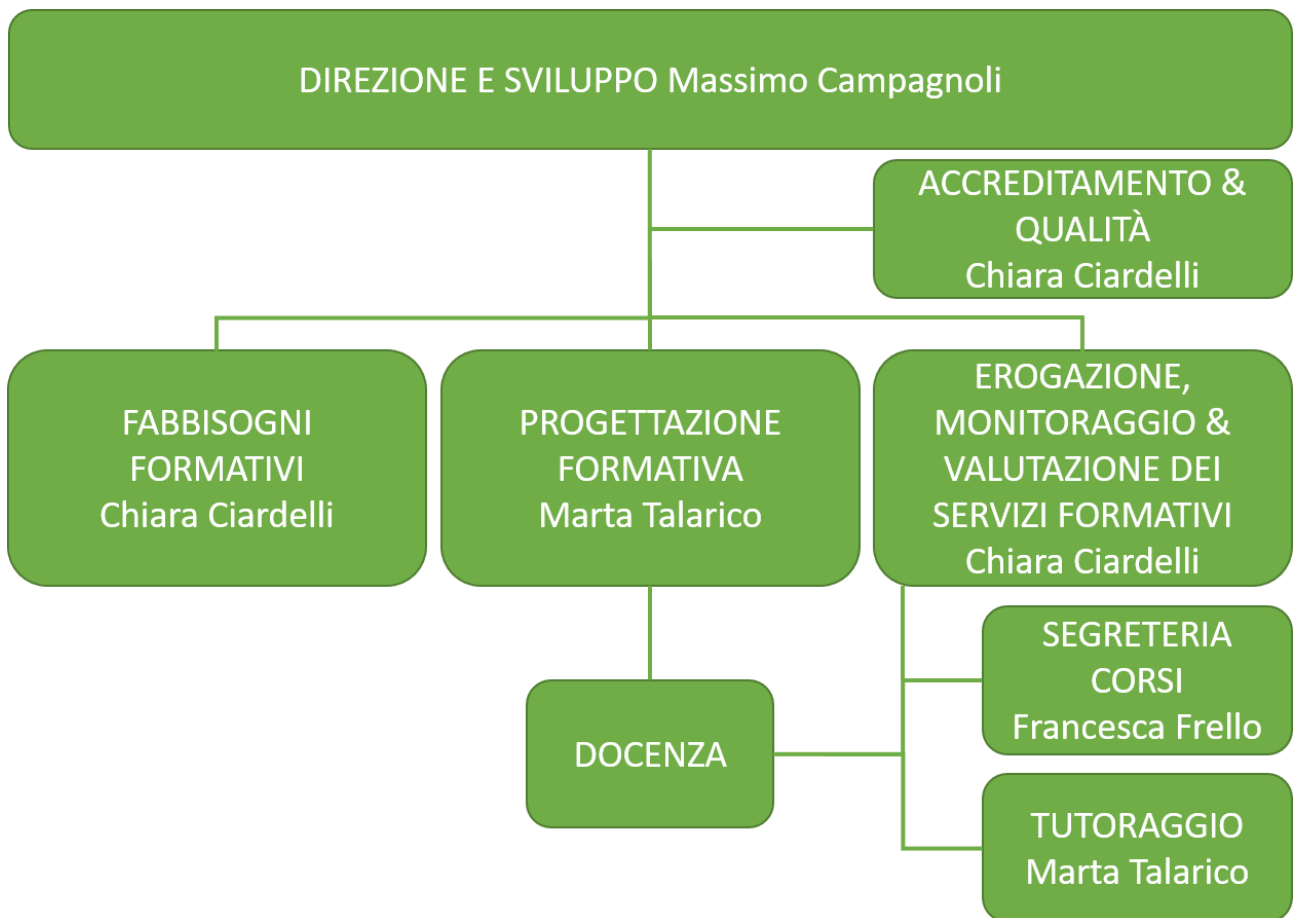 DIREZIONE E SVILUPPO Massimo Campagnoli
ACCREDITAMENTO &
QUALITÀ
Chiara Ciardelli
FABBISOGNI
FORMATIVI
Chiara Ciardelli
PROGETTAZIONE
FORMATIVA
Marta Talarico
EROGAZIONE,
MONITORAGGIO &
VALUTAZIONE DEI
SERVIZI FORMATIVI
Chiara Ciardelli
SEGRETERIA
CORSI
Francesca Frello
DOCENZA
TUTORAGGIO
Marta Talarico